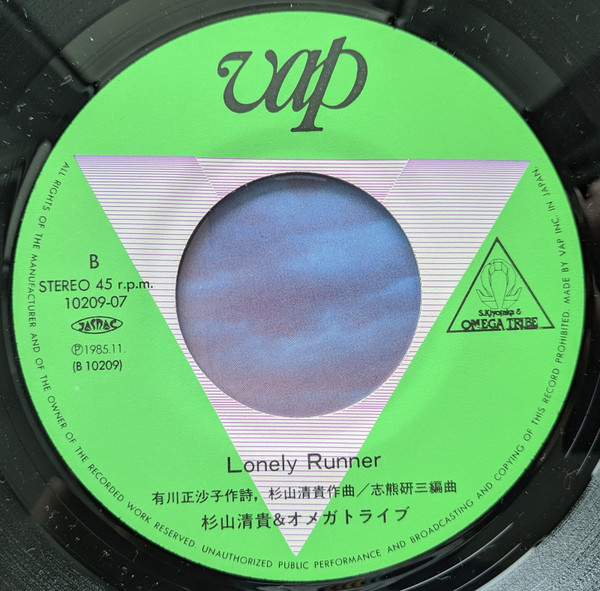 vap
B
STEREO 45 r.p.m.
10209-07
JASRAC
Ⓟ1985.11.
(B 10209)
S.Kiyotaka &
OMEGA TRIBE
Lonely Runner
有川正沙子作詩，杉山清貴作曲／志熊研三編曲
杉山清貴&オメガトライブ
ALL RIGHTS OF THE MANUFACTURER AND OF THE OWNER OF THE RECORDED WORK RESERVED. UNAUTHORIZED PUBLIC PERFORMANCE AND BROADCASTING AND COPYING OF THIS RECORD PROHIBITED. MADE BY VAP INC. IN JAPAN.